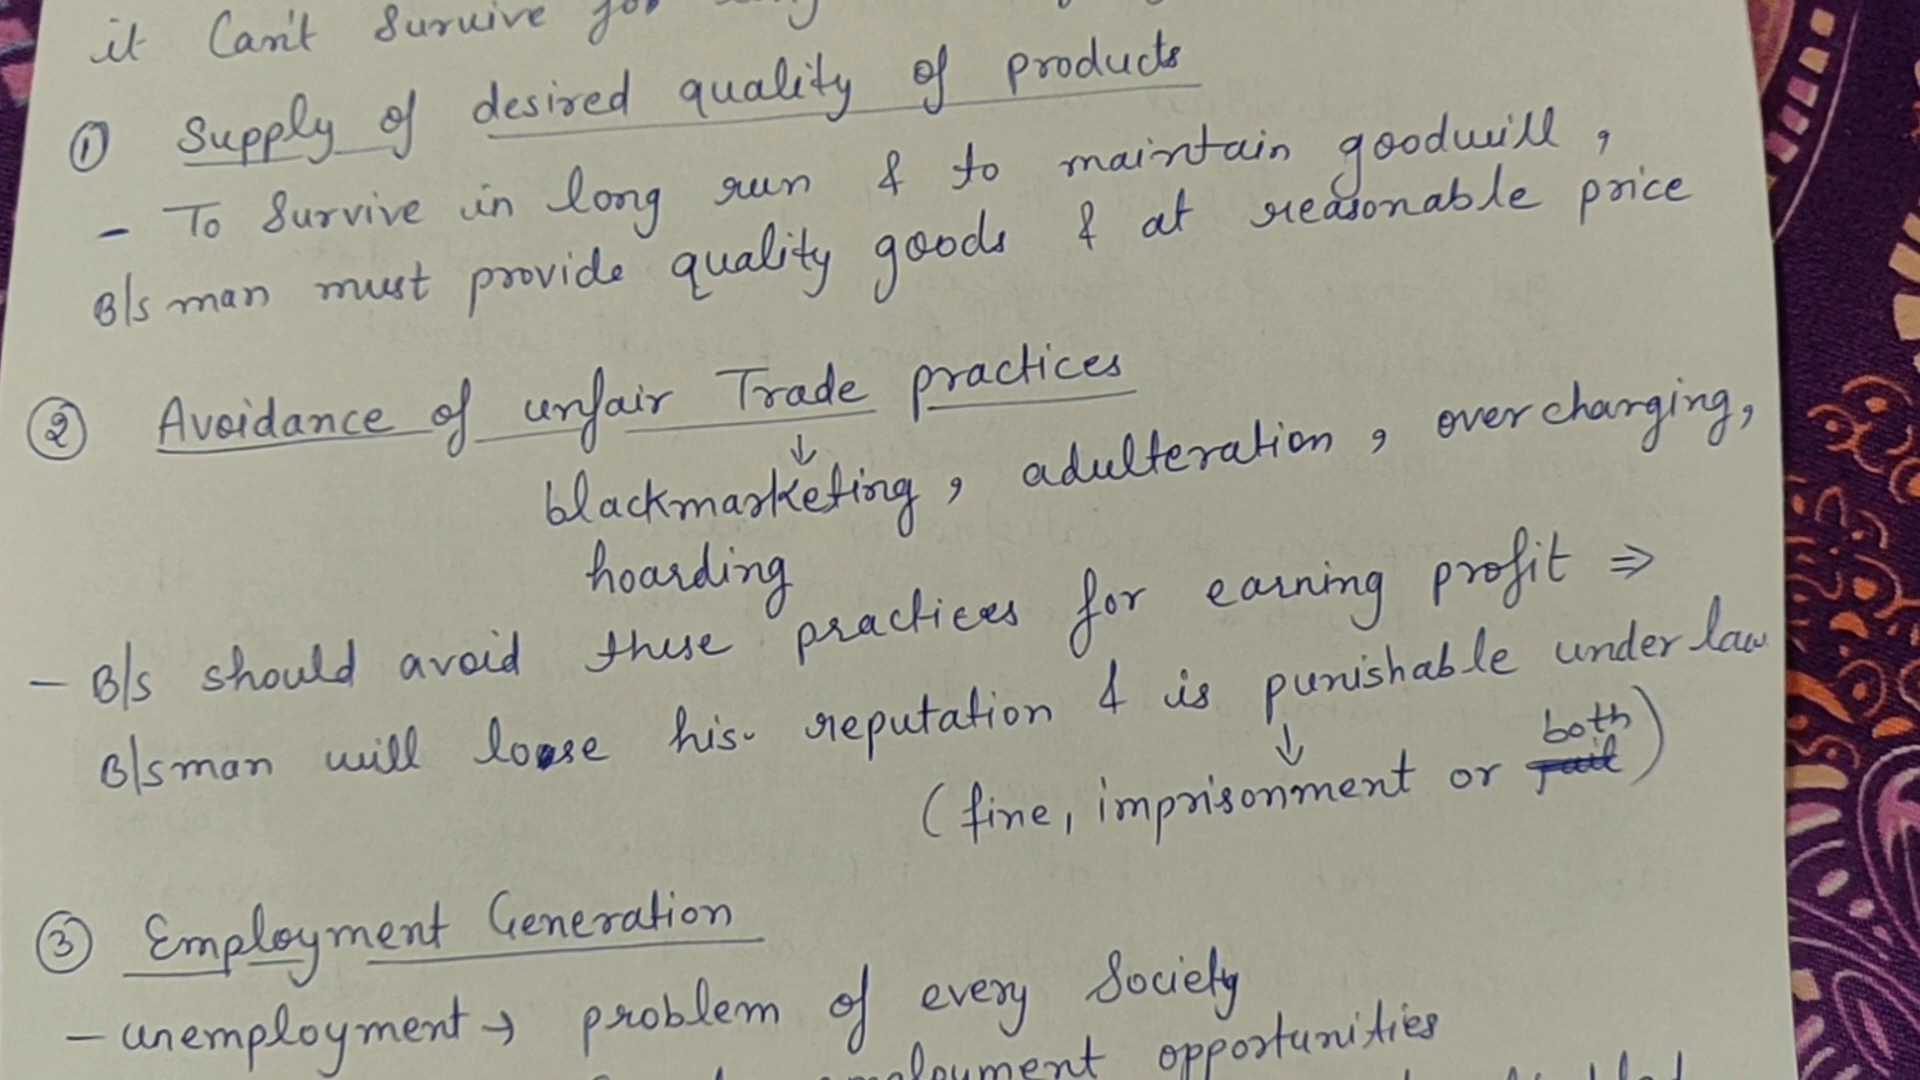 it Can't Survive for
① Supply of desired quality of products
- To Survive in long run & to maintain goodwill,
B/s man must provide quality goods & at reasonable price
② Avoidance of unfair Trade practices
↓
blackmarketing, adulteration, overcharging,
hoarding
- B/s should avoid these practices for earning profit ⇒
B/sman will loose his reputation & is punishable under law
↓
(fine, imprisonment or both)
③ Employment Generation
- unemployment → problem of every Society
employment opportunities